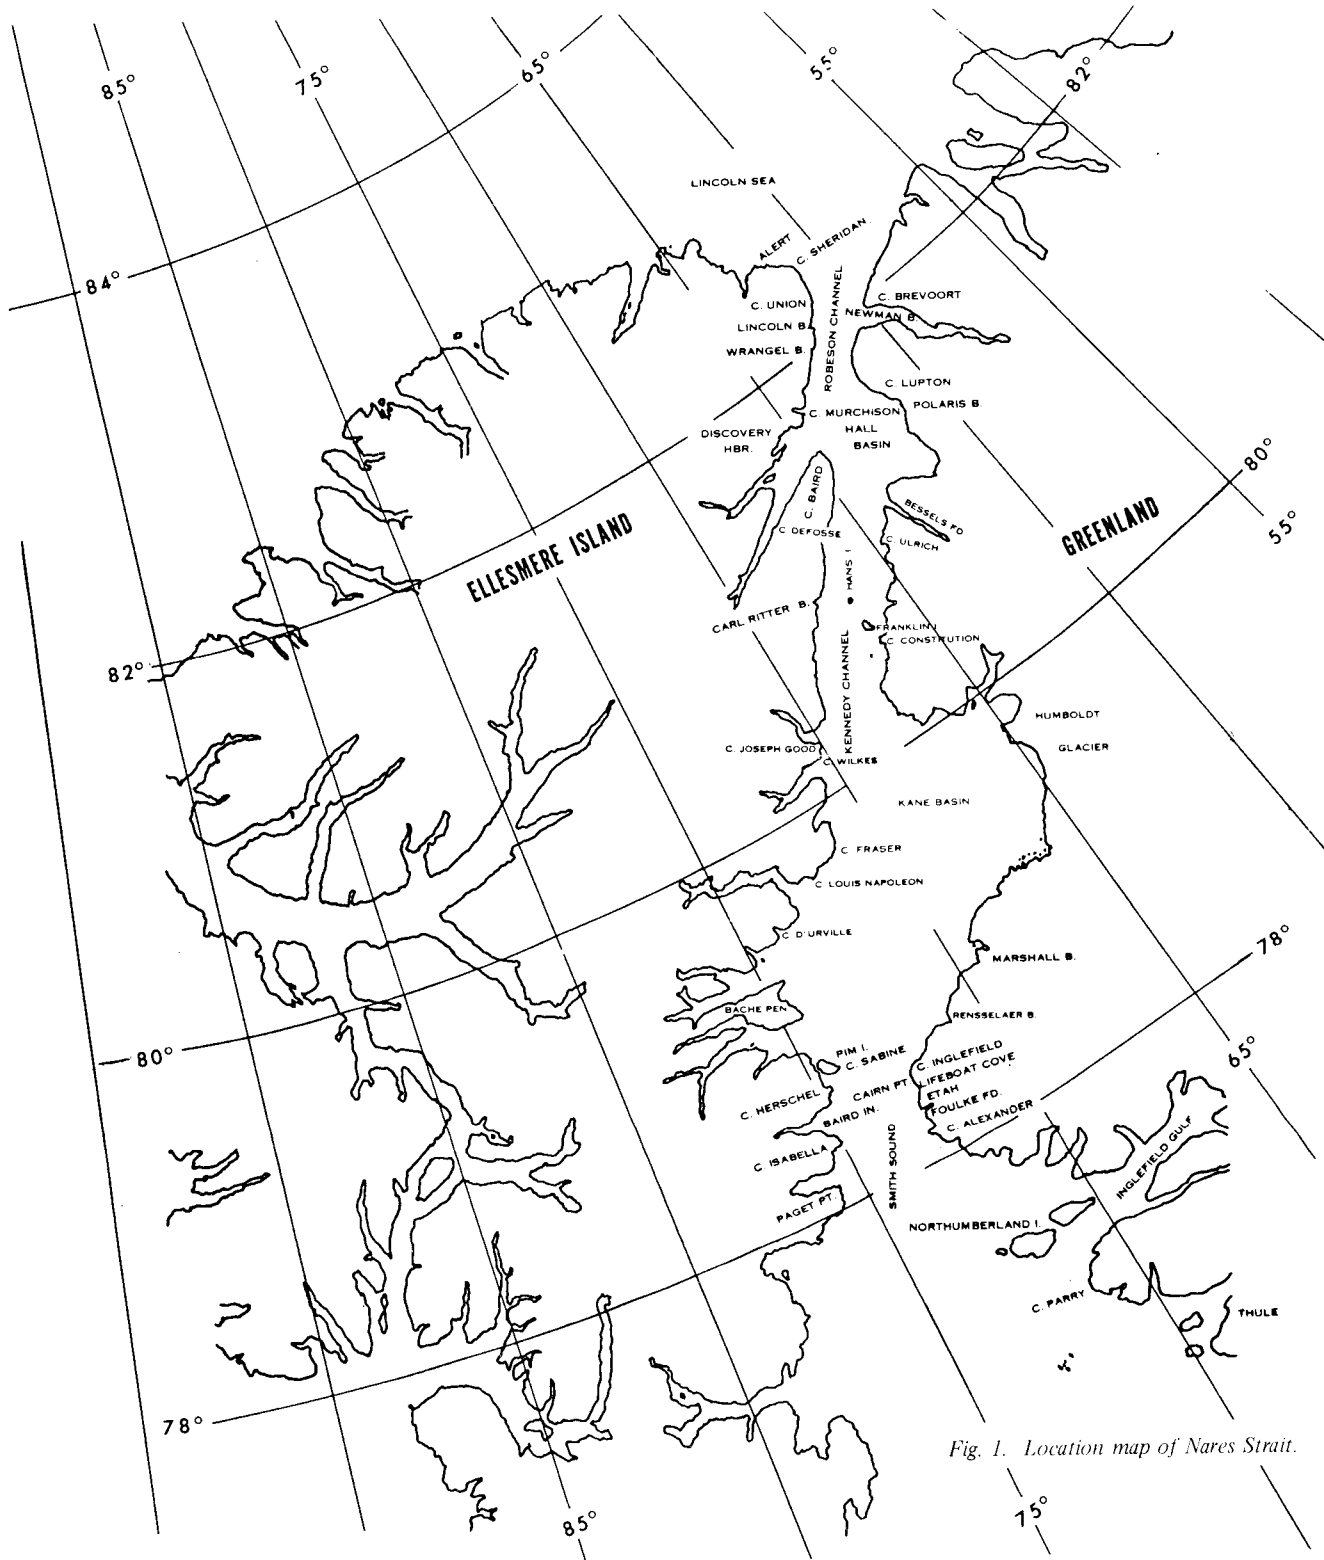 85°
75°
65°
55°
82°
LINCOLN SEA
ALERT
C. SHERIDAN
84°
C. UNION
C. BREVOORT
NEWMAN B.
LINCOLN B.
WRANGEL B.
ROBESON CHANNEL
C. LUPTON
POLARIS B.
C. MURCHISON
HALL
BASIN
DISCOVERY
HBR.
80°
C. BAIRD
BESSELS FD
GREENLAND
55°
C DEFOSSE
C. ULRICH
ELLESMERE ISLAND
HANS I
CARL RITTER B.
FRANKLIN I
C CONSTRUTION
82°
KENNEDY CHANNEL
HUMBOLDT
GLACIER
C. JOSEPH GOOD
C. WILKES
KANE BASIN
C. FRASER
C LOUIS NAPOLEON
C. D'URVILLE
78°
MARSHALL B.
BACHE PEN
RENSSELAER B.
80°
PIM I.
C. SABINE
C. INGLEFIELD
LIFEBOAT COVE
65°
CAIRN PT
ETAH
C. HERSCHEL
BAIRD IN.
FOULKE FD.
C. ALEXANDER
C. ISABELLA
SMITH SOUND
INGLEFIELD GULF
PAGET PT.
NORTHUMBERLAND I.
C. PARRY
THULE
78°
85°
75°
Fig. 1. Location map of Nares Strait.